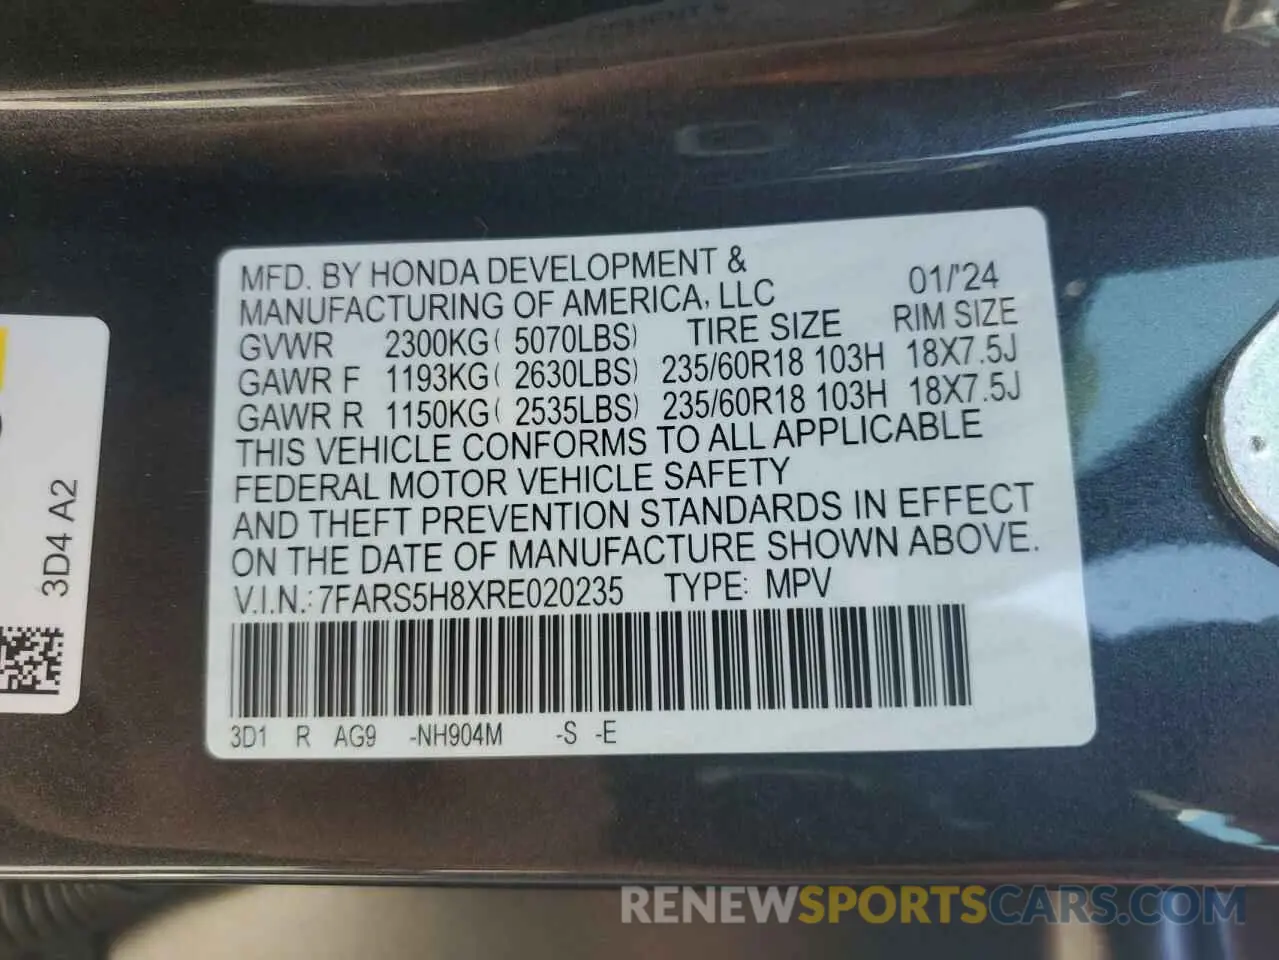 MFD. BY HONDA DEVELOPMENT &
MANUFACTURING OF AMERICA, LLC 01/'24
GVWR 2300KG( 5070LBS) TIRE SIZE RIM SIZE
GAWR F 1193KG( 2630LBS) 235/60R18 103H 18X7.5J
GAWR R 1150KG( 2535LBS) 235/60R18 103H 18X7.5J
THIS VEHICLE CONFORMS TO ALL APPLICABLE
FEDERAL MOTOR VEHICLE SAFETY
AND THEFT PREVENTION STANDARDS IN EFFECT
ON THE DATE OF MANUFACTURE SHOWN ABOVE.
V.I.N.: 7FARS5H8XRE020235 TYPE: MPV
3D1 R AG9 -NH904M -S -E
3D4 A2
RENEWSPORTSCARS.COM